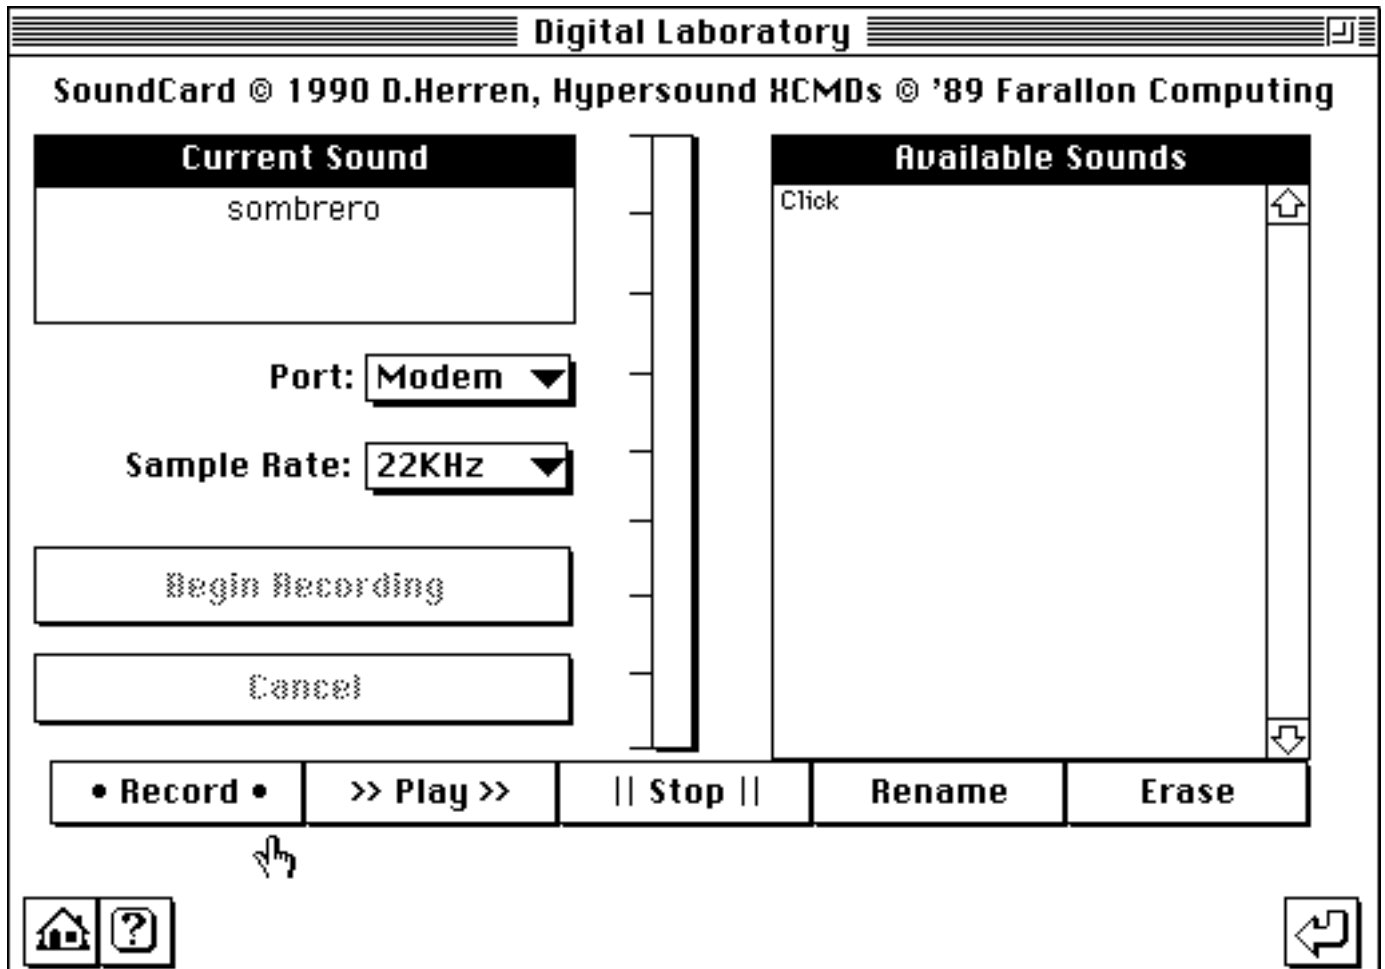 Digital Laboratory
SoundCard © 1990 D.Herren, Hypersound XCMDs © '89 Farallon Computing
Current Sound
sombrero
Available Sounds
Click
Port: Modem
Sample Rate: 22KHz
Begin Recording
Cancel
• Record •
>> Play >>
|| Stop ||
Rename
Erase
?